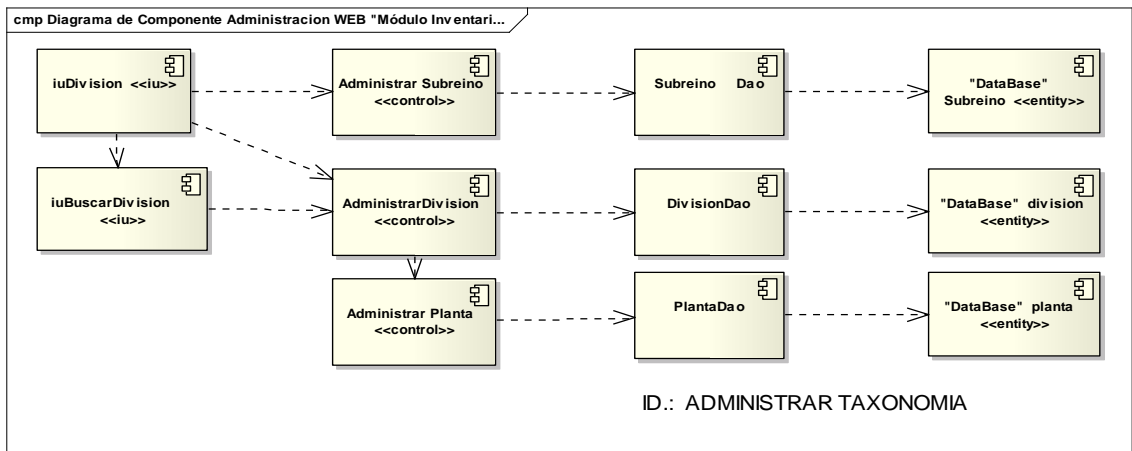 cmp Diagrama de Componente Administracion WEB "Módulo Inventari...
iuDivision <<iu>>
Administrar Subreino
<<control>>
Subreino Dao
"DataBase"
Subreino <<entity>>
iuBuscarDivision
<<iu>>
AdministrarDivision
<<control>>
DivisionDao
"DataBase" division
<<entity>>
Administrar Planta
<<control>>
PlantaDao
"DataBase" planta
<<entity>>
ID.: ADMINISTRAR TAXONOMIA